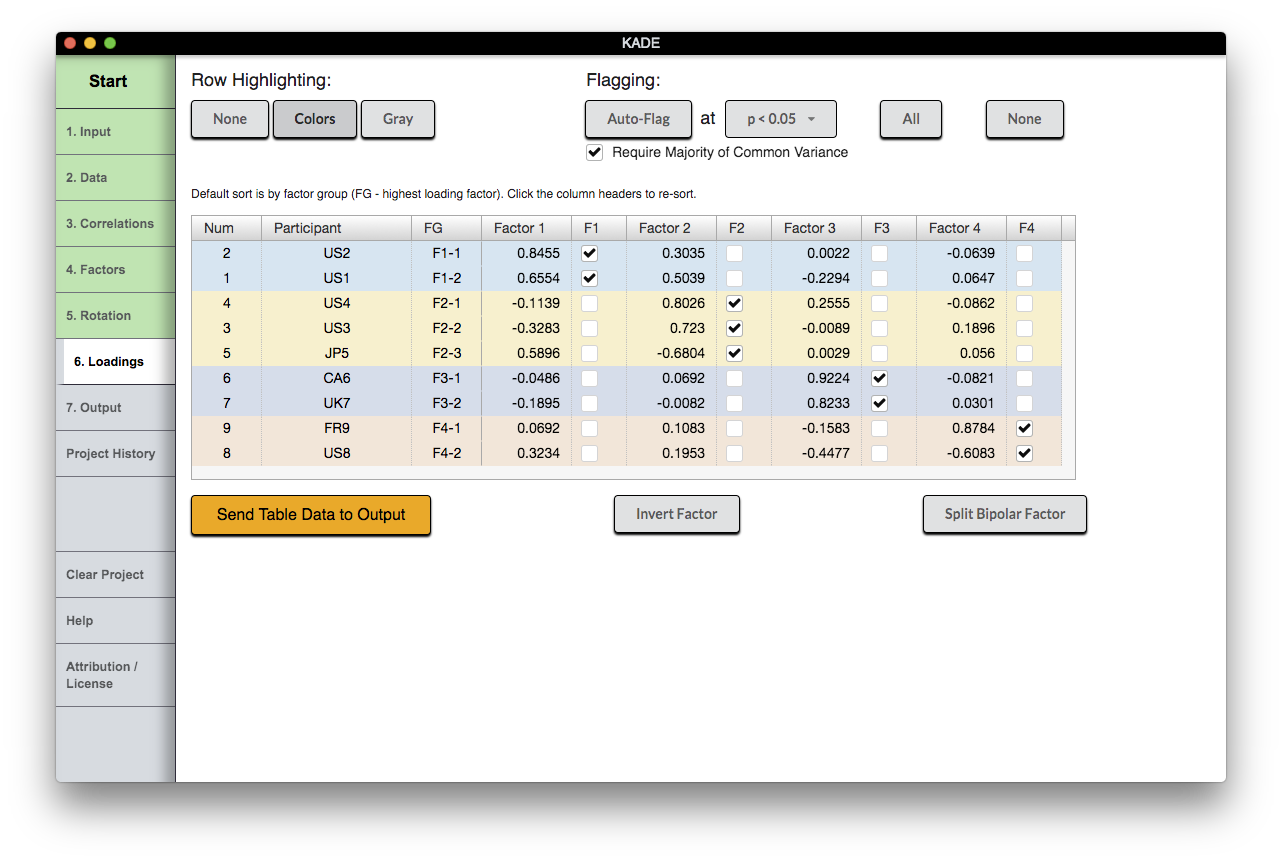 KADE
Start
1. Input
2. Data
3. Correlations
4. Factors
5. Rotation
6. Loadings
7. Output
Project History
Clear Project
Help
Attribution /
License
Row Highlighting:
None Colors Gray
Flagging:
Auto-Flag at p < 0.05 All None
Require Majority of Common Variance
Default sort is by factor group (FG - highest loading factor). Click the column headers to re-sort.
Num Participant FG Factor 1 F1 Factor 2 F2 Factor 3 F3 Factor 4 F4
2 US2 F1-1 0.8455 0.3035 0.0022 -0.0639
1 US1 F1-2 0.6554 0.5039 -0.2294 0.0647
4 US4 F2-1 -0.1139 0.8026 0.2555 -0.0862
3 US3 F2-2 -0.3283 0.723 -0.0089 0.1896
5 JP5 F2-3 0.5896 -0.6804 0.0029 0.056
6 CA6 F3-1 -0.0486 0.0692 0.9224 -0.0821
7 UK7 F3-2 -0.1895 -0.0082 0.8233 0.0301
9 FR9 F4-1 0.0692 0.1083 -0.1583 0.8784
8 US8 F4-2 0.3234 0.1953 -0.4477 -0.6083
Send Table Data to Output Invert Factor Split Bipolar Factor